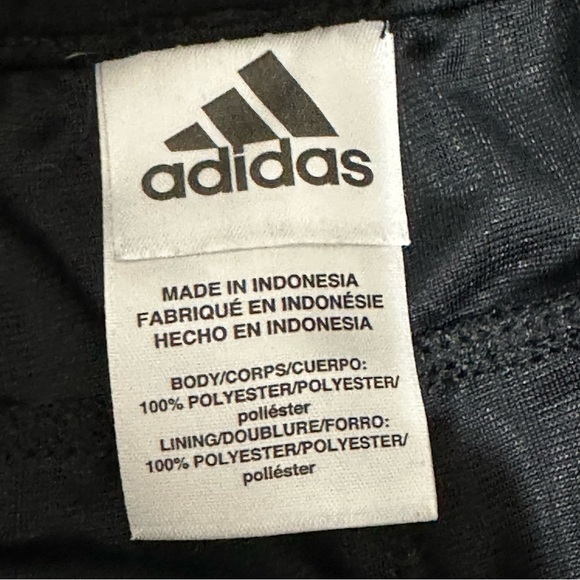 adidas
MADE IN INDONESIA
FABRIQUÉ EN INDONÉSIE
HECHO EN INDONESIA
BODY/CORPS/CUERPO:
100% POLYESTER/POLYESTER/
poliéster
LINING/DOUBLURE/FORRO:
100% POLYESTER/POLYESTER/
poliéster